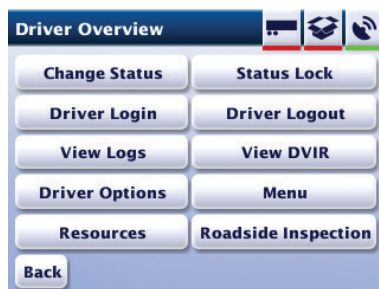 Driver Overview
Change Status Status Lock
Driver Login Driver Logout
View Logs View DVIR
Driver Options Menu
Resources Roadside Inspection
Back